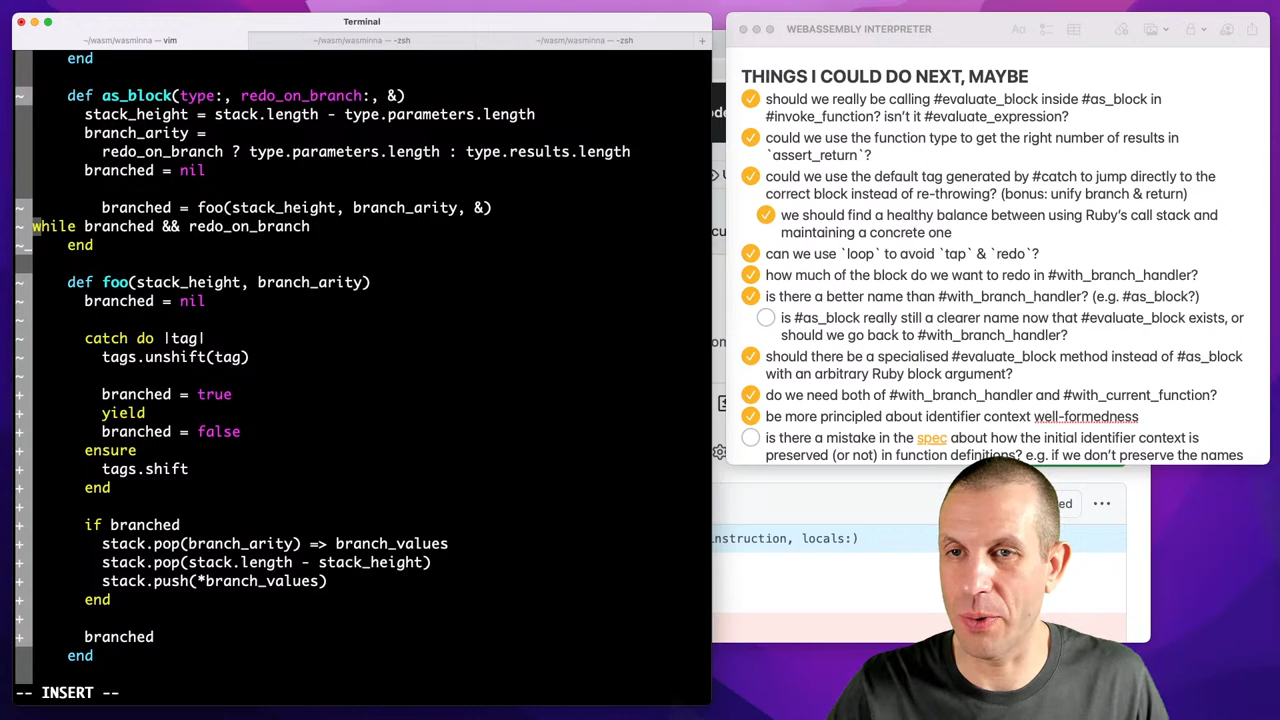 Terminal
~/wasm/wasminna — vim
~/wasm/wasminna — -zsh
~/wasm/wasminna — -zsh
+
end
~ def as_block(type:, redo_on_branch:, &)
stack_height = stack.length - type.parameters.length
branch_arity =
redo_on_branch ? type.parameters.length : type.results.length
branched = nil
~ branched = foo(stack_height, branch_arity, &)
~ while branched && redo_on_branch
~_ end
~ def foo(stack_height, branch_arity)
~ branched = nil
~
~ catch do |tag|
~ tags.unshift(tag)
~
+ branched = true
+ yield
+ branched = false
+ ensure
+ tags.shift
+ end
+
+ if branched
+ stack.pop(branch_arity) => branch_values
+ stack.pop(stack.length - stack_height)
+ stack.push(*branch_values)
+ end
+
+ branched
end
-- INSERT --
WEBASSEMBLY INTERPRETER
Aa
THINGS I COULD DO NEXT, MAYBE
should we really be calling #evaluate_block inside #as_block in
#invoke_function? isn’t it #evaluate_expression?
could we use the function type to get the right number of results in
`assert_return`?
could we use the default tag generated by #catch to jump directly to the
correct block instead of re-throwing? (bonus: unify branch & return)
we should find a healthy balance between using Ruby’s call stack and
maintaining a concrete one
can we use `loop` to avoid `tap` & `redo`?
how much of the block do we want to redo in #with_branch_handler?
is there a better name than #with_branch_handler? (e.g. #as_block?)
is #as_block really still a clearer name now that #evaluate_block exists, or
should we go back to #with_branch_handler?
should there be a specialised #evaluate_block method instead of #as_block
with an arbitrary Ruby block argument?
do we need both of #with_branch_handler and #with_current_function?
be more principled about identifier context well-formedness
is there a mistake in the spec about how the initial identifier context is
preserved (or not) in function definitions? e.g. if we don’t preserve the names
nstruction, locals:)